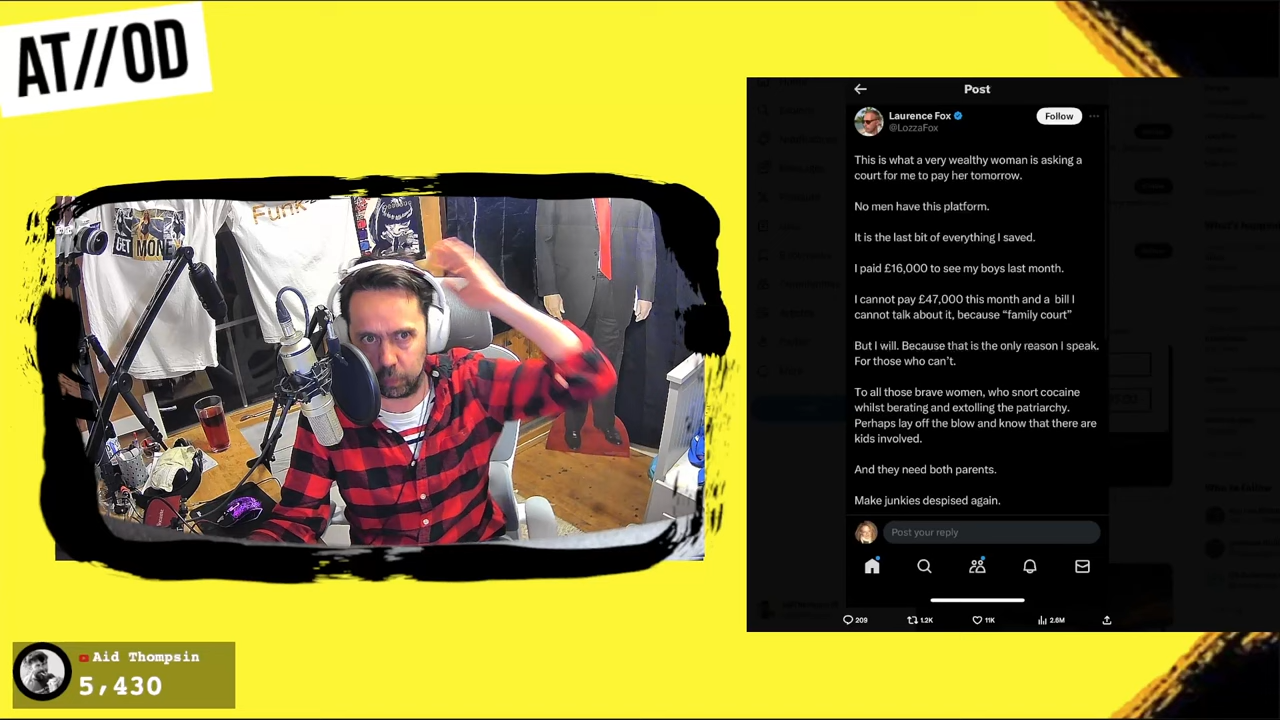 AT//OD
GET MONE
Funk-
Post
Laurence Fox
@LozzaFox
Follow
This is what a very wealthy woman is asking a
court for me to pay her tomorrow.
No men have this platform.
It is the last bit of everything I saved.
I paid £16,000 to see my boys last month.
I cannot pay £47,000 this month and a bill I
cannot talk about it, because “family court”
But I will. Because that is the only reason I speak.
For those who can’t.
To all those brave women, who snort cocaine
whilst berating and extolling the patriarchy.
Perhaps lay off the blow and know that there are
kids involved.
And they need both parents.
Make junkies despised again.
Post your reply
209
1.2K
11K
2.6M
Aid Thompsin
5,430